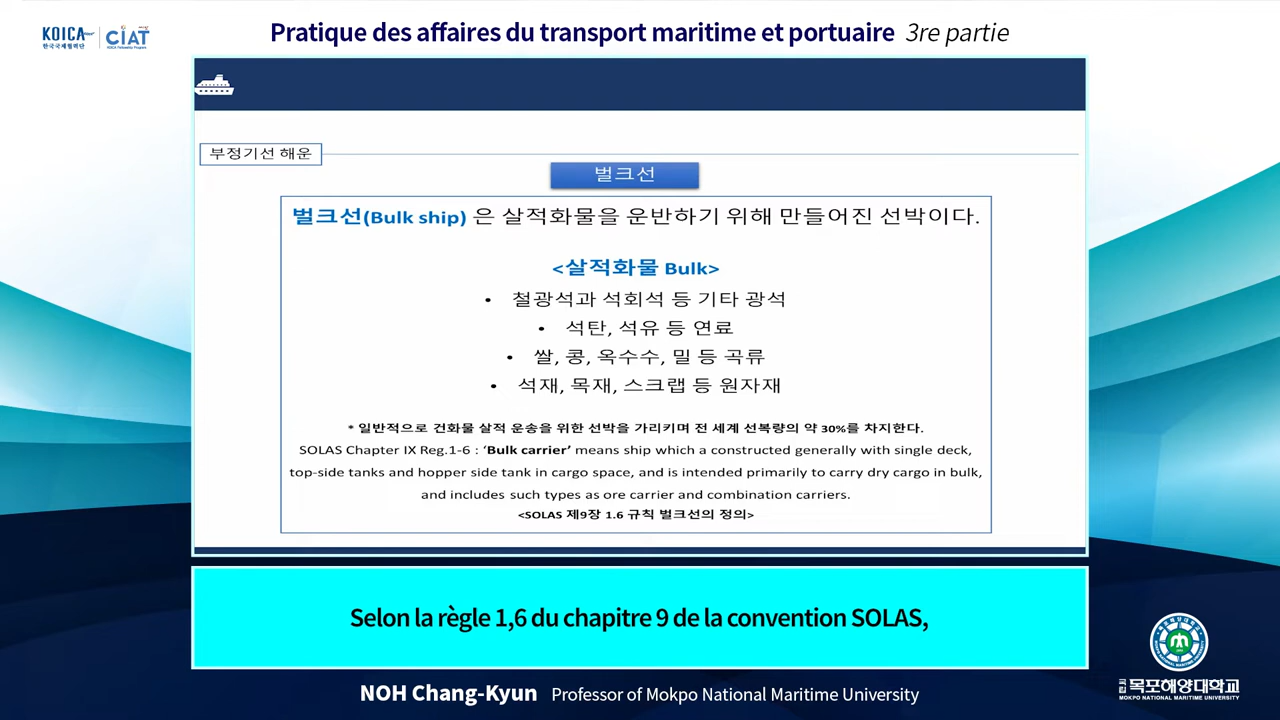 KOICA
한국국제협력단
CIAT
KOICA Fellowship Program
Pratique des affaires du transport maritime et portuaire 3re partie
부정기선 해운
벌크선
벌크선(Bulk ship) 은 살적화물을 운반하기 위해 만들어진 선박이다.
<살적화물 Bulk>
• 철광석과 석회석 등 기타 광석
• 석탄, 석유 등 연료
• 쌀, 콩, 옥수수, 밀 등 곡류
• 석재, 목재, 스크랩 등 원자재
* 일반적으로 건화물 살적 운송을 위한 선박을 가리키며 전 세계 선복량의 약 30%를 차지한다.
SOLAS Chapter IX Reg.1-6 : ‘Bulk carrier’ means ship which a constructed generally with single deck,
top-side tanks and hopper side tank in cargo space, and is intended primarily to carry dry cargo in bulk,
and includes such types as ore carrier and combination carriers.
<SOLAS 제9장 1.6 규칙 벌크선의 정의>
Selon la règle 1,6 du chapitre 9 de la convention SOLAS,
NOH Chang-Kyun Professor of Mokpo National Maritime University
국립 목포해양대학교
MOKPO NATIONAL MARITIME UNIVERSITY